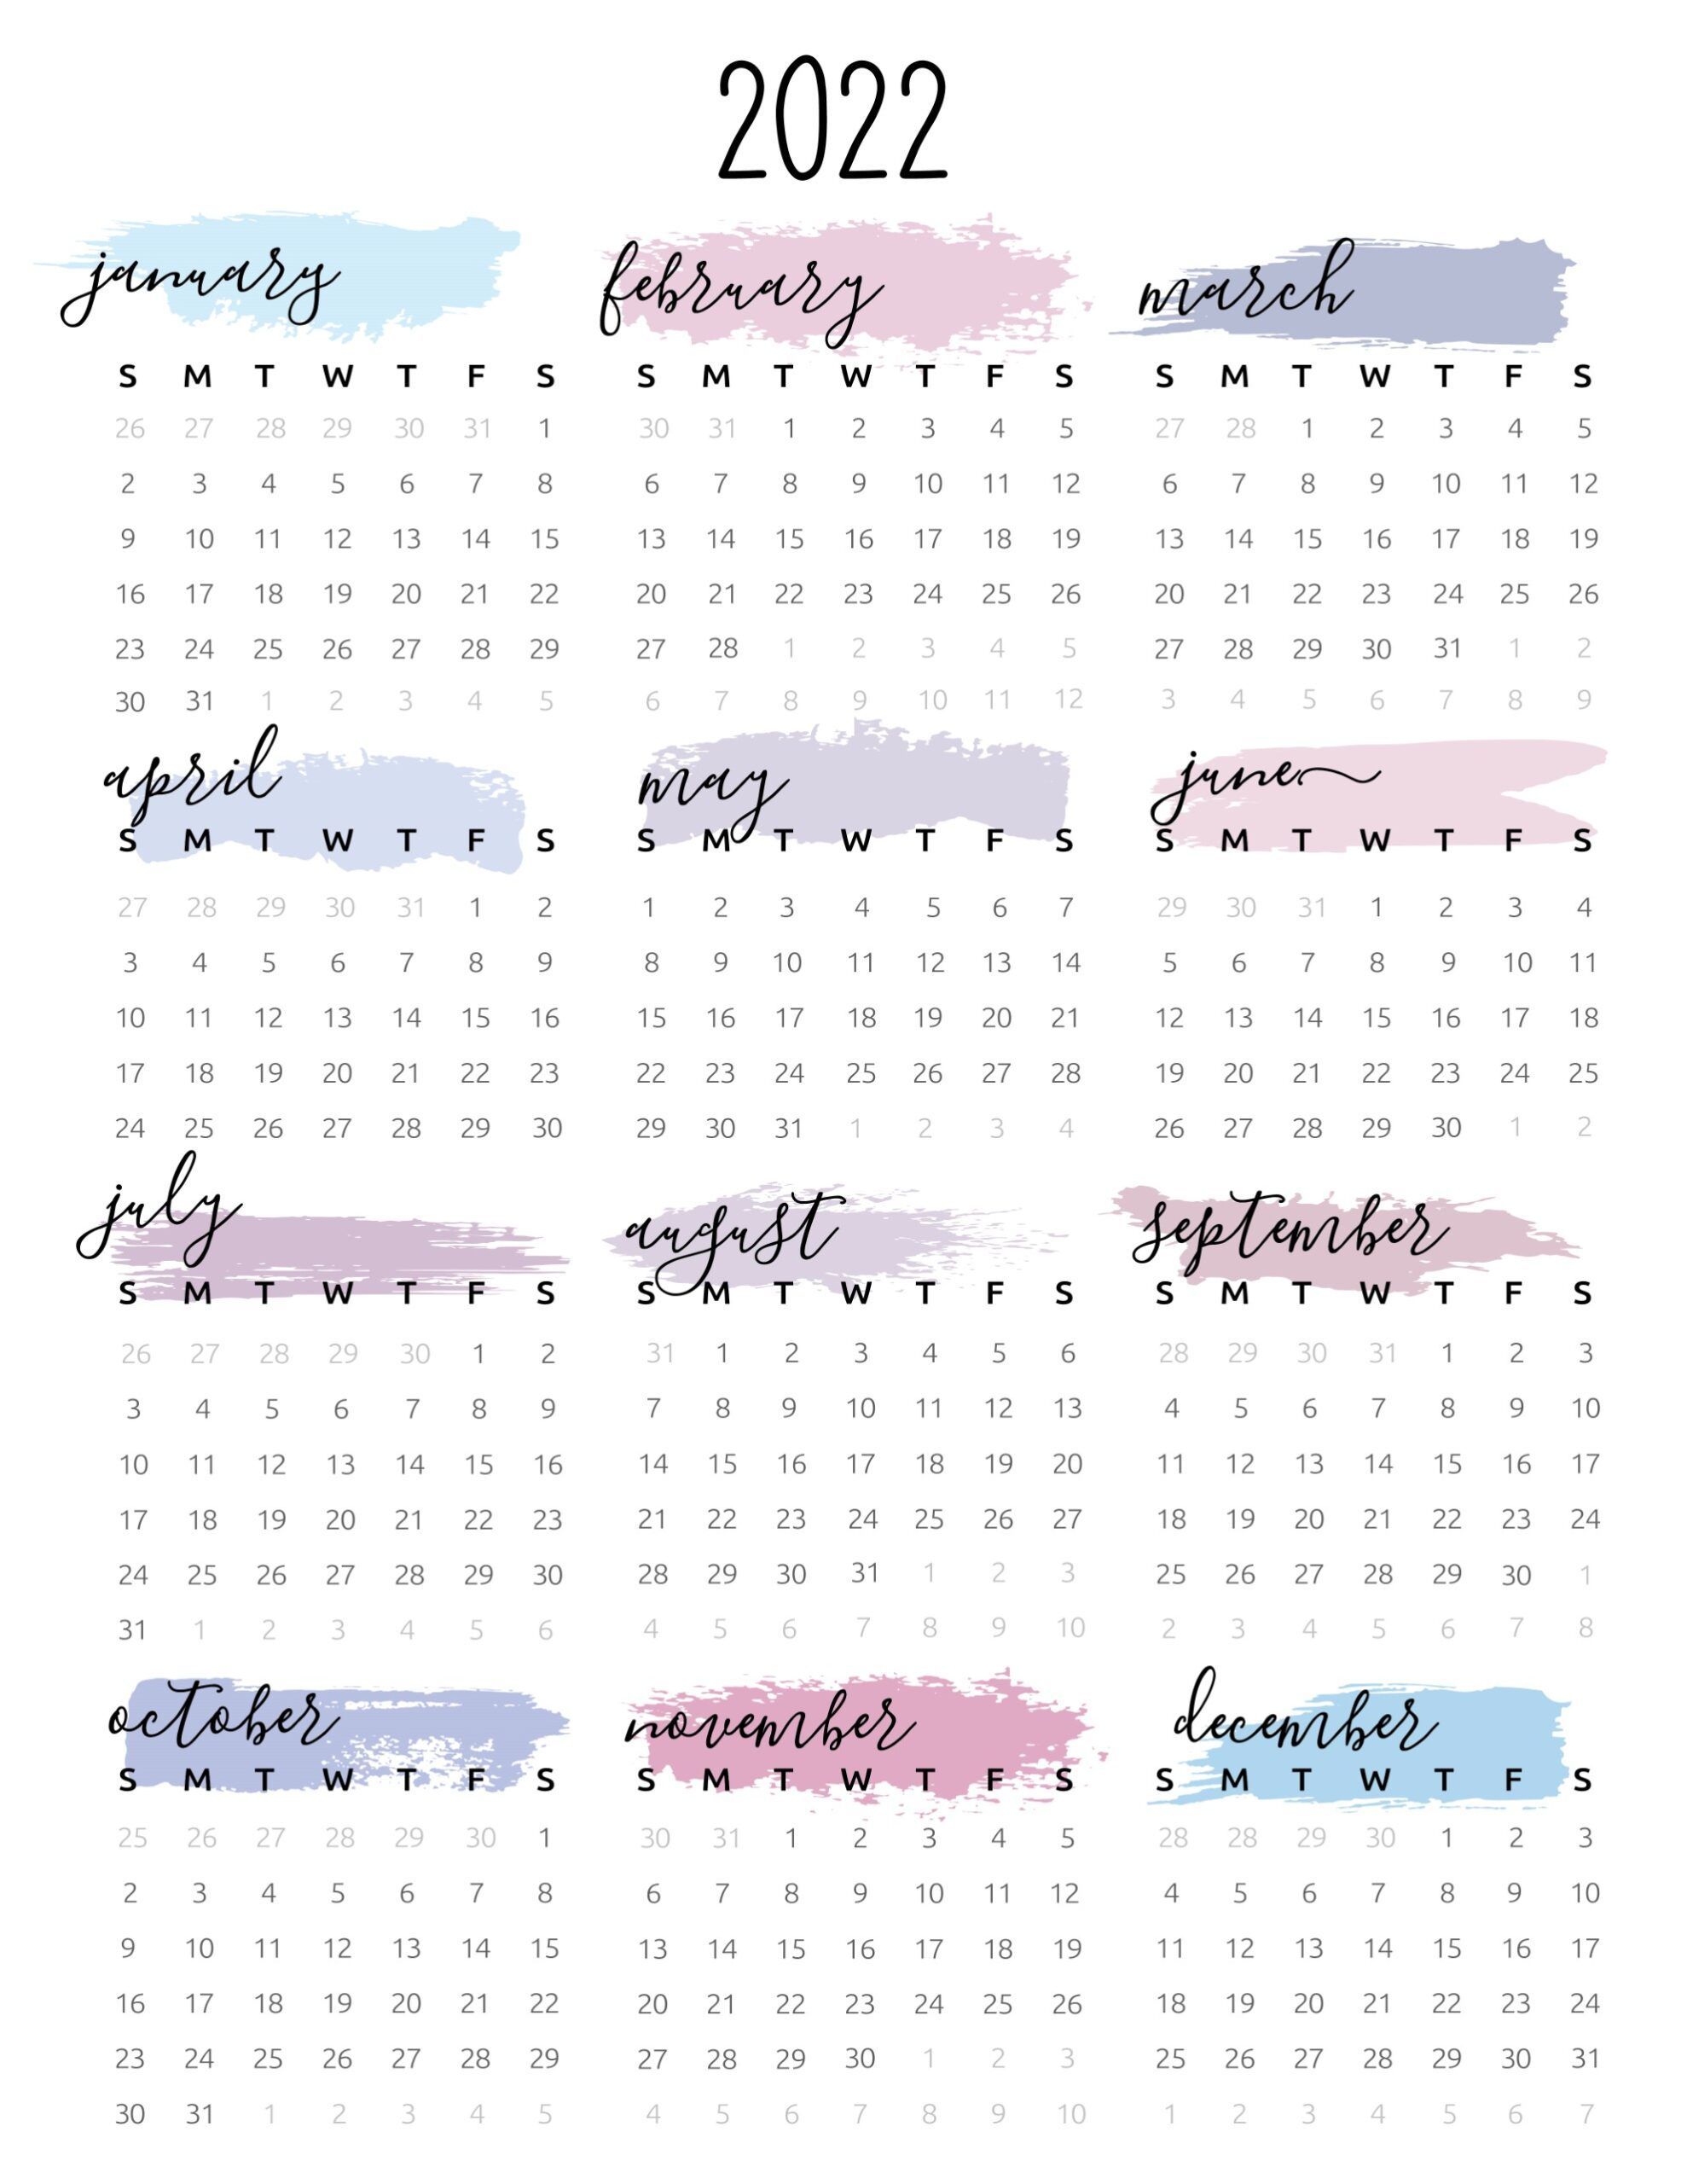 2022
january
S M T W T F S
26 27 28 29 30 31 1
2 3 4 5 6 7 8
9 10 11 12 13 14 15
16 17 18 19 20 21 22
23 24 25 26 27 28 29
30 31 1 2 3 4 5
february
S M T W T F S
30 31 1 2 3 4 5
6 7 8 9 10 11 12
13 14 15 16 17 18 19
20 21 22 23 24 25 26
27 28 1 2 3 4 5
6 7 8 9 10 11 12
march
S M T W T F S
27 28 1 2 3 4 5
6 7 8 9 10 11 12
13 14 15 16 17 18 19
20 21 22 23 24 25 26
27 28 29 30 31 1 2
3 4 5 6 7 8 9
april
S M T W T F S
27 28 29 30 31 1 2
3 4 5 6 7 8 9
10 11 12 13 14 15 16
17 18 19 20 21 22 23
24 25 26 27 28 29 30
may
S M T W T F S
1 2 3 4 5 6 7
8 9 10 11 12 13 14
15 16 17 18 19 20 21
22 23 24 25 26 27 28
29 30 31 1 2 3 4
june
S M T W T F S
29 30 31 1 2 3 4
5 6 7 8 9 10 11
12 13 14 15 16 17 18
19 20 21 22 23 24 25
26 27 28 29 30 1 2
july
S M T W T F S
26 27 28 29 30 1 2
3 4 5 6 7 8 9
10 11 12 13 14 15 16
17 18 19 20 21 22 23
24 25 26 27 28 29 30
31 1 2 3 4 5 6
august
S M T W T F S
31 1 2 3 4 5 6
7 8 9 10 11 12 13
14 15 16 17 18 19 20
21 22 23 24 25 26 27
28 29 30 31 1 2 3
4 5 6 7 8 9 10
september
S M T W T F S
28 29 30 31 1 2 3
4 5 6 7 8 9 10
11 12 13 14 15 16 17
18 19 20 21 22 23 24
25 26 27 28 29 30 1
2 3 4 5 6 7 8
october
S M T W T F S
25 26 27 28 29 30 1
2 3 4 5 6 7 8
9 10 11 12 13 14 15
16 17 18 19 20 21 22
23 24 25 26 27 28 29
30 31 1 2 3 4 5
november
S M T W T F S
30 31 1 2 3 4 5
6 7 8 9 10 11 12
13 14 15 16 17 18 19
20 21 22 23 24 25 26
27 28 29 30 1 2 3
4 5 6 7 8 9 10
december
S M T W T F S
28 28 29 30 1 2 3
4 5 6 7 8 9 10
11 12 13 14 15 16 17
18 19 20 21 22 23 24
25 26 27 28 29 30 31
1 2 3 4 5 6 7